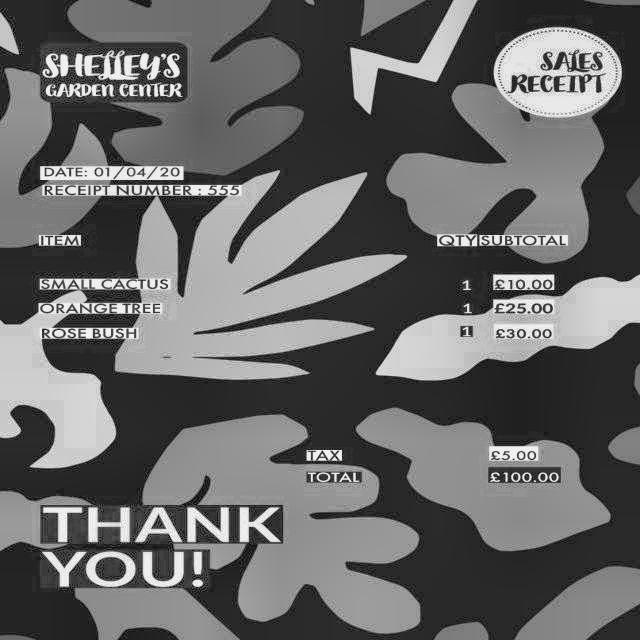 SHELLEY'S
GARDEN CENTER
SALES
RECEIPT
DATE: 01/04/20
RECEIPT NUMBER : 555
ITEM QTY SUBTOTAL
SMALL CACTUS 1 £10.00
ORANGE TREE 1 £25.00
ROSE BUSH 1 £30.00
TAX £5.00
TOTAL £100.00
THANK
YOU!